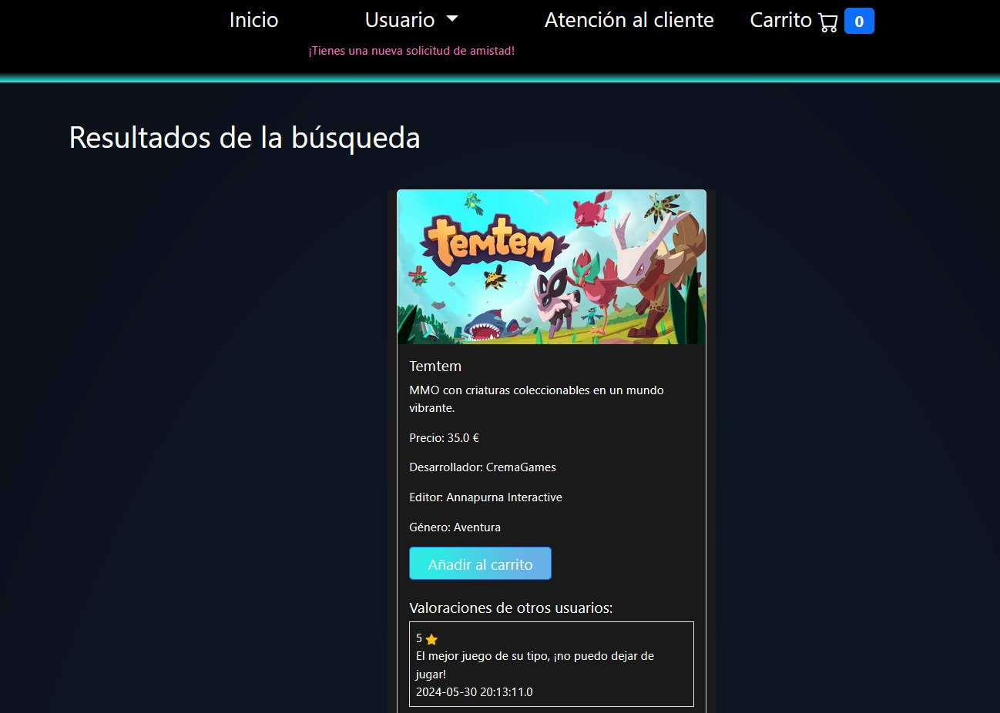 Inicio
Usuario
Atención al cliente
Carrito
0
¡Tienes una nueva solicitud de amistad!
Resultados de la búsqueda
temtem
Temtem
MMO con criaturas coleccionables en un mundo
vibrante.
Precio: 35.0 €
Desarrollador: CremaGames
Editor: Annapurna Interactive
Género: Aventura
Añadir al carrito
Valoraciones de otros usuarios:
5
El mejor juego de su tipo, ¡no puedo dejar de
jugar!
2024-05-30 20:13:11.0